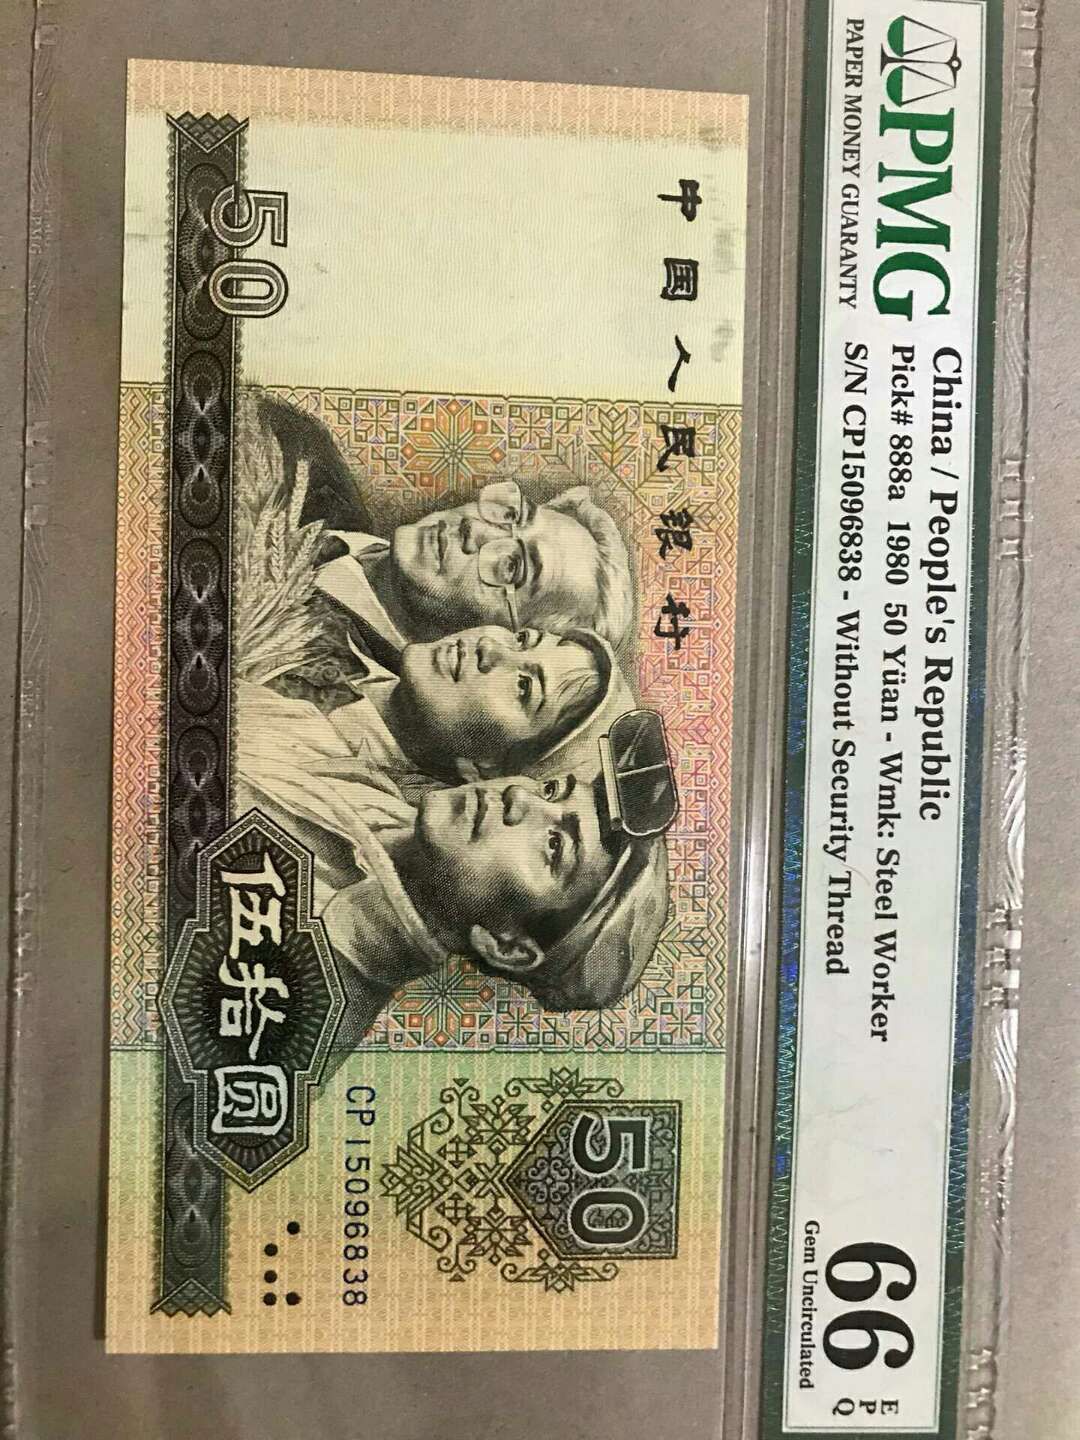 PMG
PAPER MONEY GUARANTY
China / People's Republic
Pick# 888a 1980 50 Yüan - Wmk: Steel Worker
S/N CP15096838 - Without Security Thread
66
EPQ
Gem Uncirculated
中国人民银行
50
50
伍拾圆
CP15096838